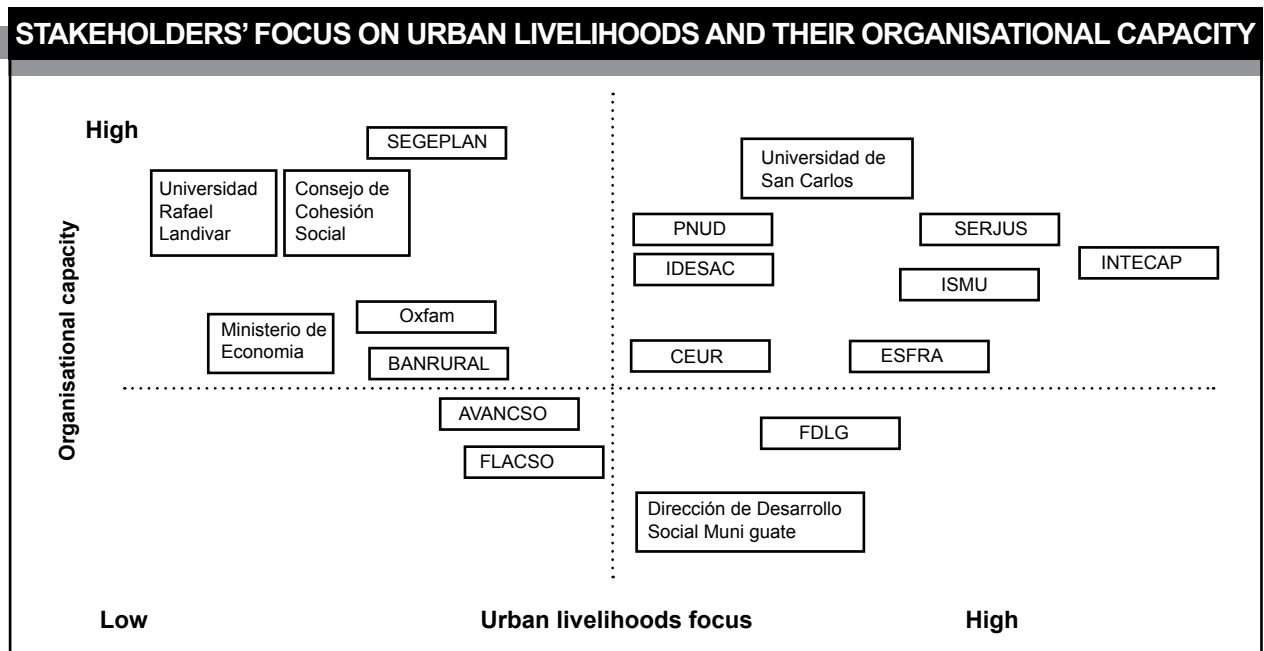 STAKEHOLDERS’ FOCUS ON URBAN LIVELIHOODS AND THEIR ORGANISATIONAL CAPACITY
High
SEGEPLAN
Universidad
Rafael
Landivar
Consejo de
Cohesión
Social
Universidad de
San Carlos
PNUD
SERJUS
IDESAC
INTECAP
ISMU
Organisational capacity
Ministerio de
Economia
Oxfam
BANRURAL
CEUR
ESFRA
AVANCSO
FLACSO
FDLG
Dirección de Desarrollo
Social Muni guate
Low
Urban livelihoods focus
High